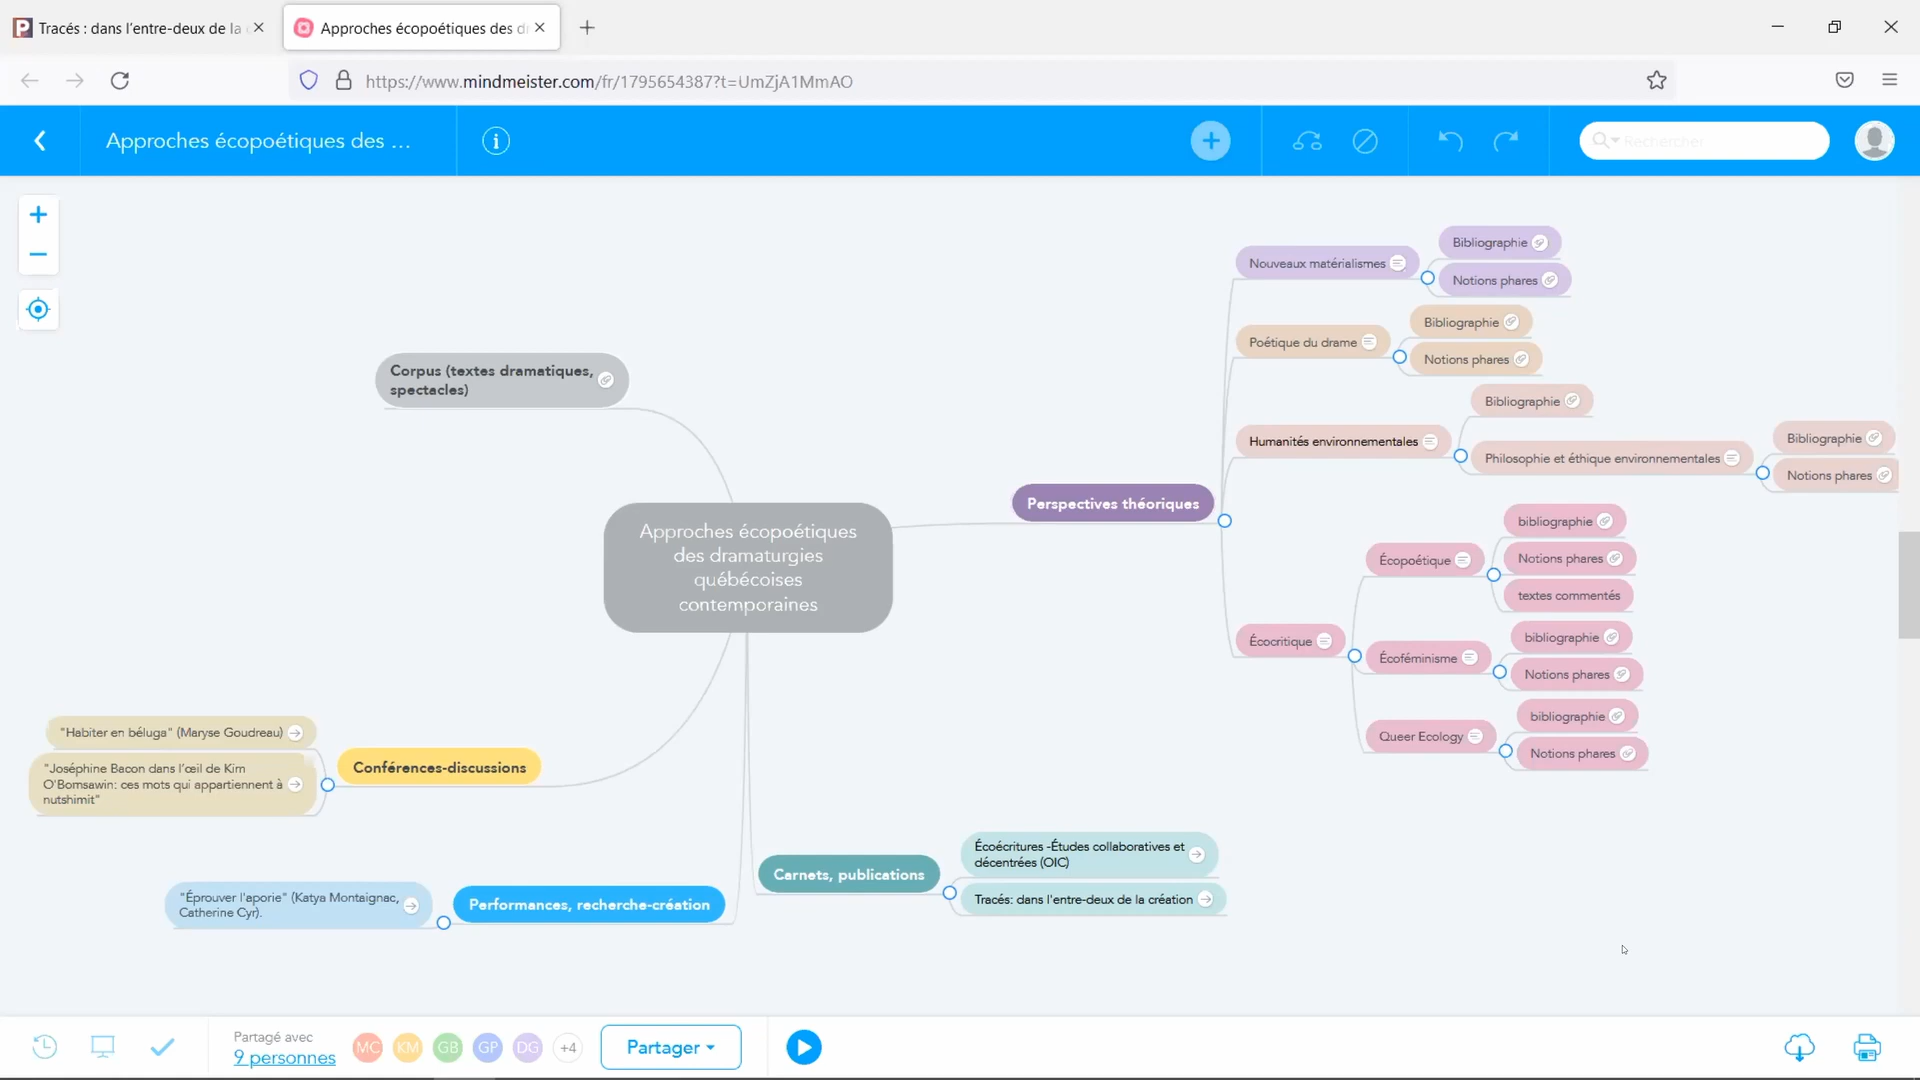 Tracés : dans l'entre-deux de la
Approches écopoétiques des d
https://www.mindmeister.com/fr/1795654387?t=UmZjA1MmAO
Approches écopoétiques des ...
Rechercher
Bibliographie
Nouveaux matérialismes
Notions phares
Bibliographie
Poétique du drame
Notions phares
Corpus (textes dramatiques,
spectacles)
Bibliographie
Humanités environnementales
Bibliographie
Philosophie et éthique environnementales
Notions phares
Perspectives théoriques
Approches écopoétiques
des dramaturgies
québécoises
contemporaines
bibliographie
Écopoétique
Notions phares
textes commentés
Écocritique
bibliographie
Écoféminisme
Notions phares
bibliographie
Queer Ecology
Notions phares
"Habiter en béluga" (Maryse Goudreau)
Conférences-discussions
"Joséphine Bacon dans l'œil de Kim
O'Bomsawin: ces mots qui appartiennent à
nutshimit"
Écoécritures -Études collaboratives et
décentrées (OIC)
Carnets, publications
Tracés: dans l'entre-deux de la création
"Éprouver l'aporie" (Katya Montaignac,
Catherine Cyr).
Performances, recherche-création
Partagé avec
9 personnes
MC KM GB GP DG +4
Partager